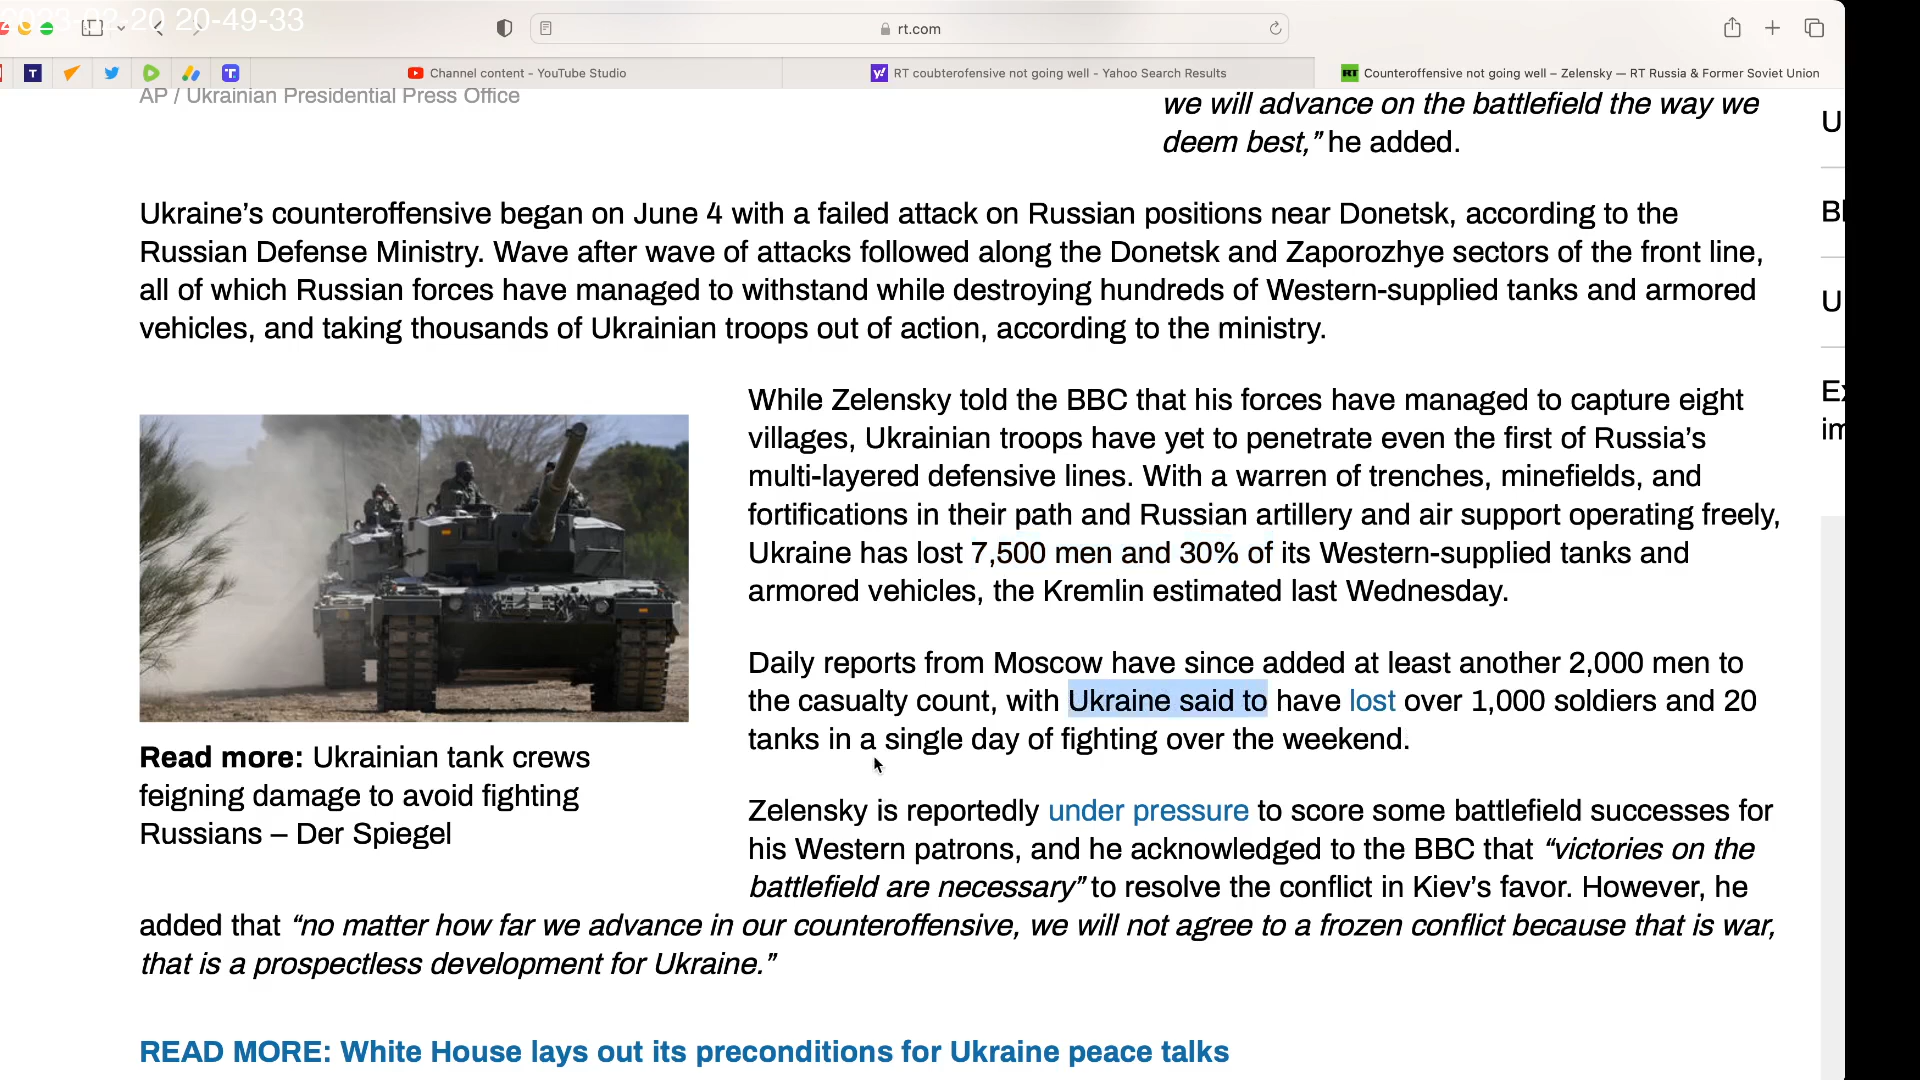 2023-02-20 20-49-33
rt.com
Channel content - YouTube Studio
RT coubterofensive not going well - Yahoo Search Results
RT Counteroffensive not going well – Zelensky — RT Russia & Former Soviet Union
AP / Ukrainian Presidential Press Office
we will advance on the battlefield the way we
deem best,” he added.
Ukraine’s counteroffensive began on June 4 with a failed attack on Russian positions near Donetsk, according to the
Russian Defense Ministry. Wave after wave of attacks followed along the Donetsk and Zaporozhye sectors of the front line,
all of which Russian forces have managed to withstand while destroying hundreds of Western-supplied tanks and armored
vehicles, and taking thousands of Ukrainian troops out of action, according to the ministry.
While Zelensky told the BBC that his forces have managed to capture eight
villages, Ukrainian troops have yet to penetrate even the first of Russia’s
multi-layered defensive lines. With a warren of trenches, minefields, and
fortifications in their path and Russian artillery and air support operating freely,
Ukraine has lost 7,500 men and 30% of its Western-supplied tanks and
armored vehicles, the Kremlin estimated last Wednesday.
Daily reports from Moscow have since added at least another 2,000 men to
the casualty count, with Ukraine said to have lost over 1,000 soldiers and 20
tanks in a single day of fighting over the weekend.
Read more: Ukrainian tank crews
feigning damage to avoid fighting
Russians – Der Spiegel
Zelensky is reportedly under pressure to score some battlefield successes for
his Western patrons, and he acknowledged to the BBC that “victories on the
battlefield are necessary” to resolve the conflict in Kiev’s favor. However, he
added that “no matter how far we advance in our counteroffensive, we will not agree to a frozen conflict because that is war,
that is a prospectless development for Ukraine.”
READ MORE: White House lays out its preconditions for Ukraine peace talks